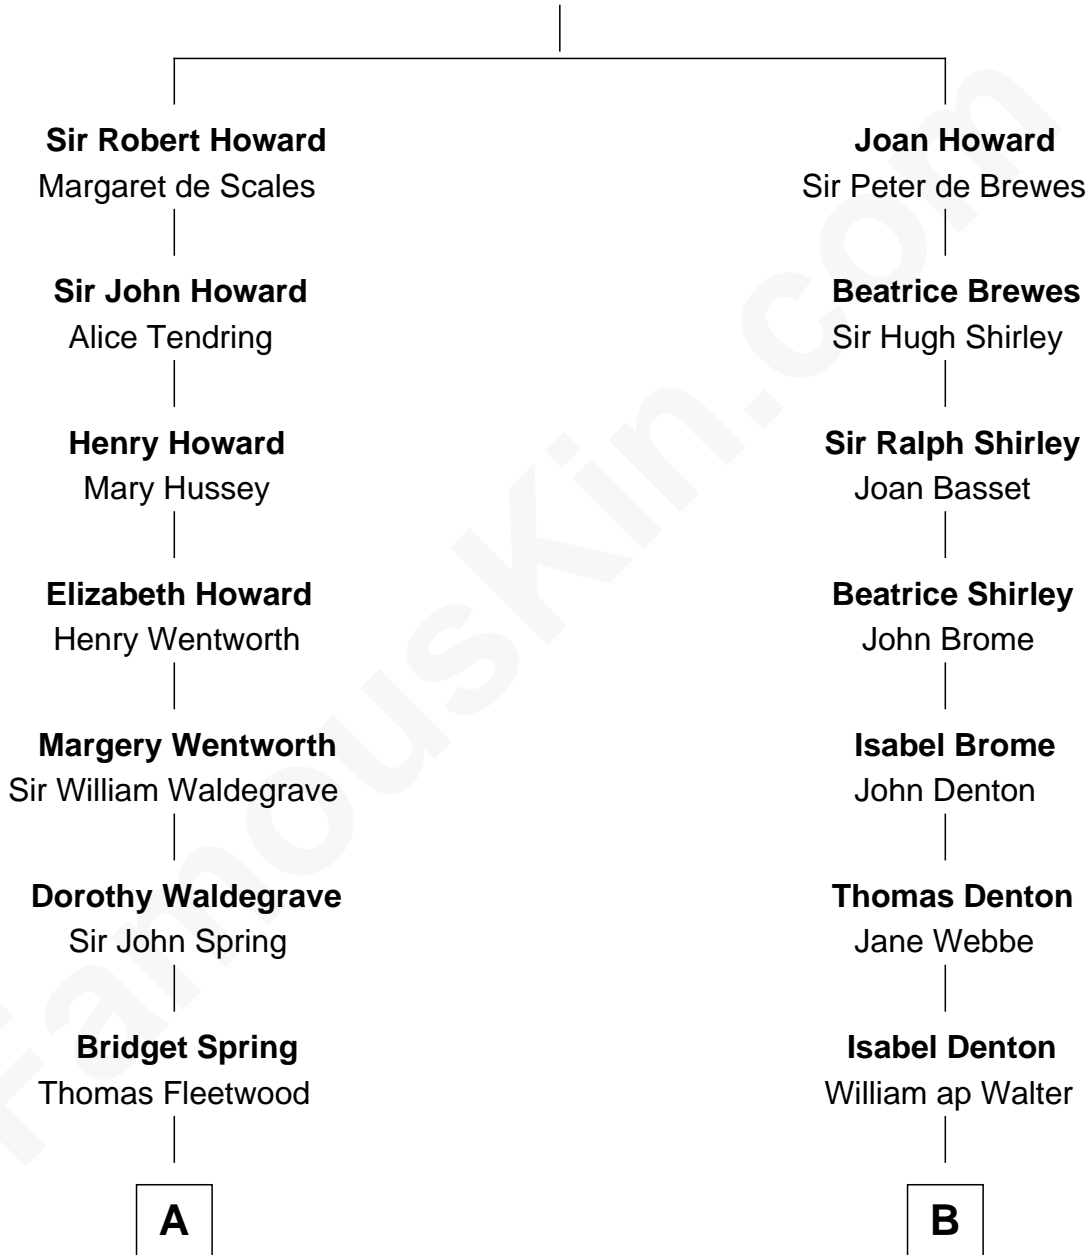 Sir Robert Howard
Margaret de Scales
Sir John Howard
Alice Tendring
Henry Howard
Mary Hussey
Elizabeth Howard
Henry Wentworth
Margery Wentworth
Sir William Waldegrave
Dorothy Waldegrave
Sir John Spring
Bridget Spring
Thomas Fleetwood
A
Joan Howard
Sir Peter de Brewes
Beatrice Brewes
Sir Hugh Shirley
Sir Ralph Shirley
Joan Basset
Beatrice Shirley
John Brome
Isabel Brome
John Denton
Thomas Denton
Jane Webbe
Isabel Denton
William ap Walter
B
FamousKin.com